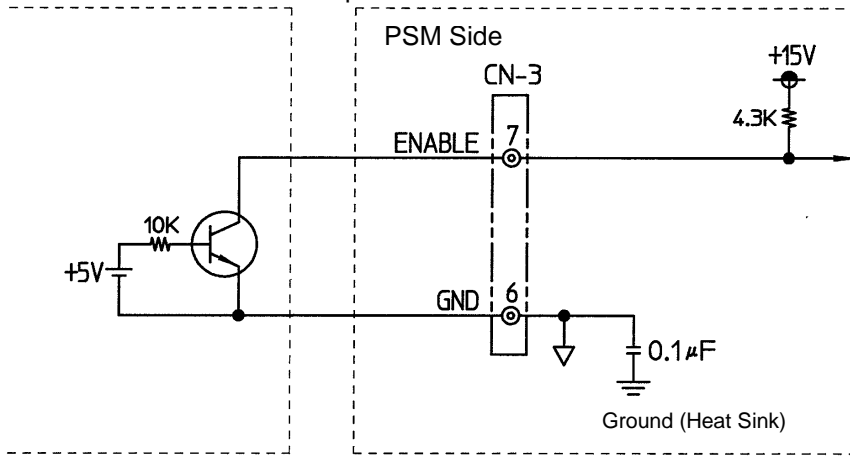 PSM Side
CN-3
+15V
4.3K
ENABLE
7
10K
+5V
GND
6
0.1μF
Ground (Heat Sink)